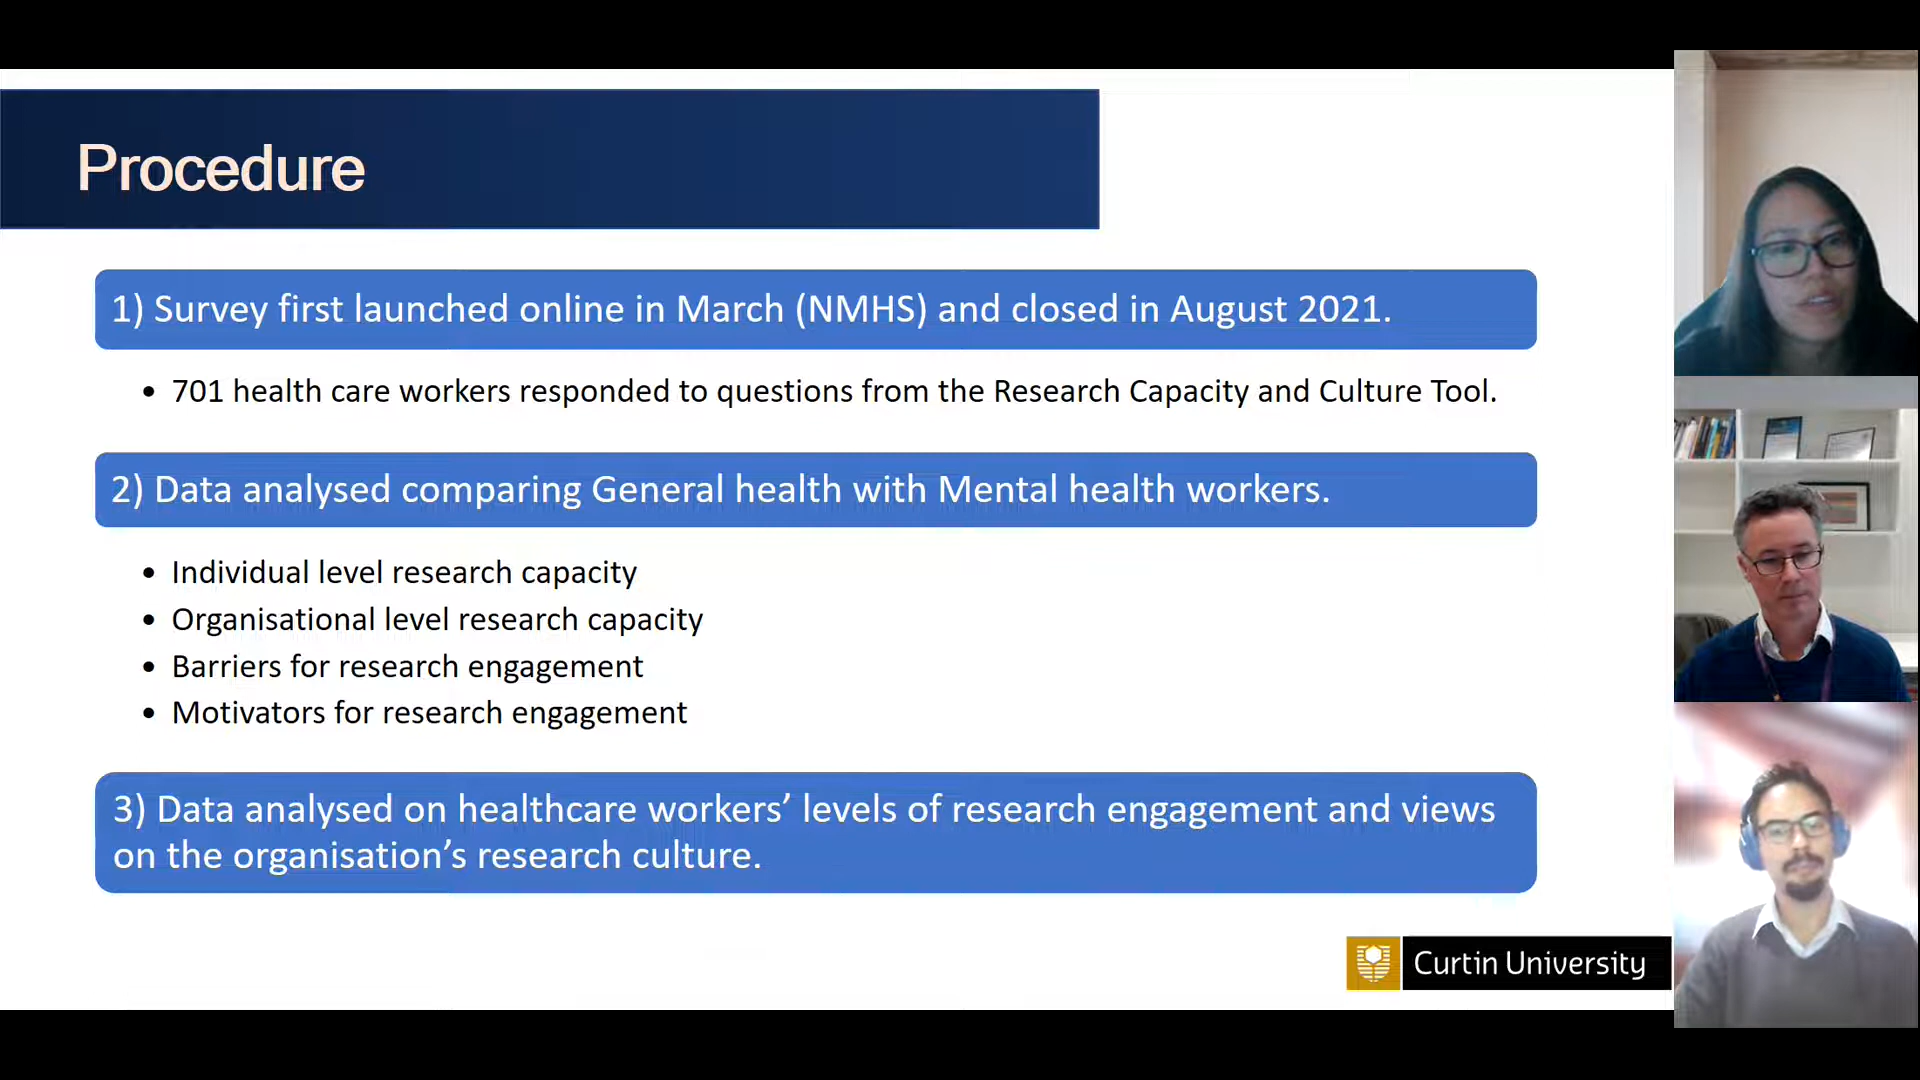 Procedure
1) Survey first launched online in March (NMHS) and closed in August 2021.
• 701 health care workers responded to questions from the Research Capacity and Culture Tool.
2) Data analysed comparing General health with Mental health workers.
• Individual level research capacity
• Organisational level research capacity
• Barriers for research engagement
• Motivators for research engagement
3) Data analysed on healthcare workers’ levels of research engagement and views
on the organisation’s research culture.
Curtin University